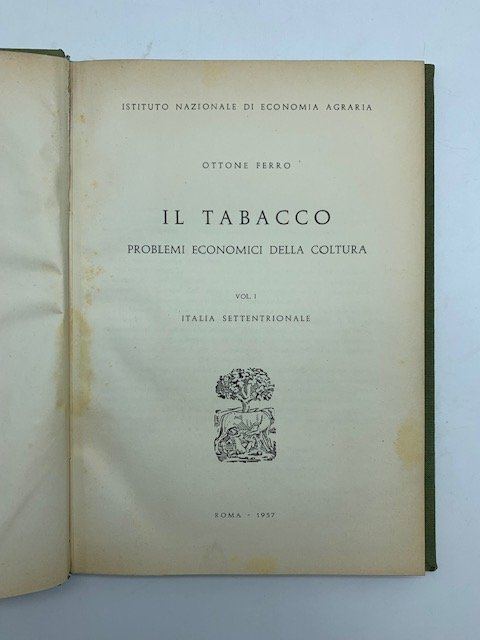 ISTITUTO NAZIONALE DI ECONOMIA AGRARIA
OTTONE FERRO
IL TABACCO
PROBLEMI ECONOMICI DELLA COLTURA
VOL. I
ITALIA SETTENTRIONALE
ROMA - 1957